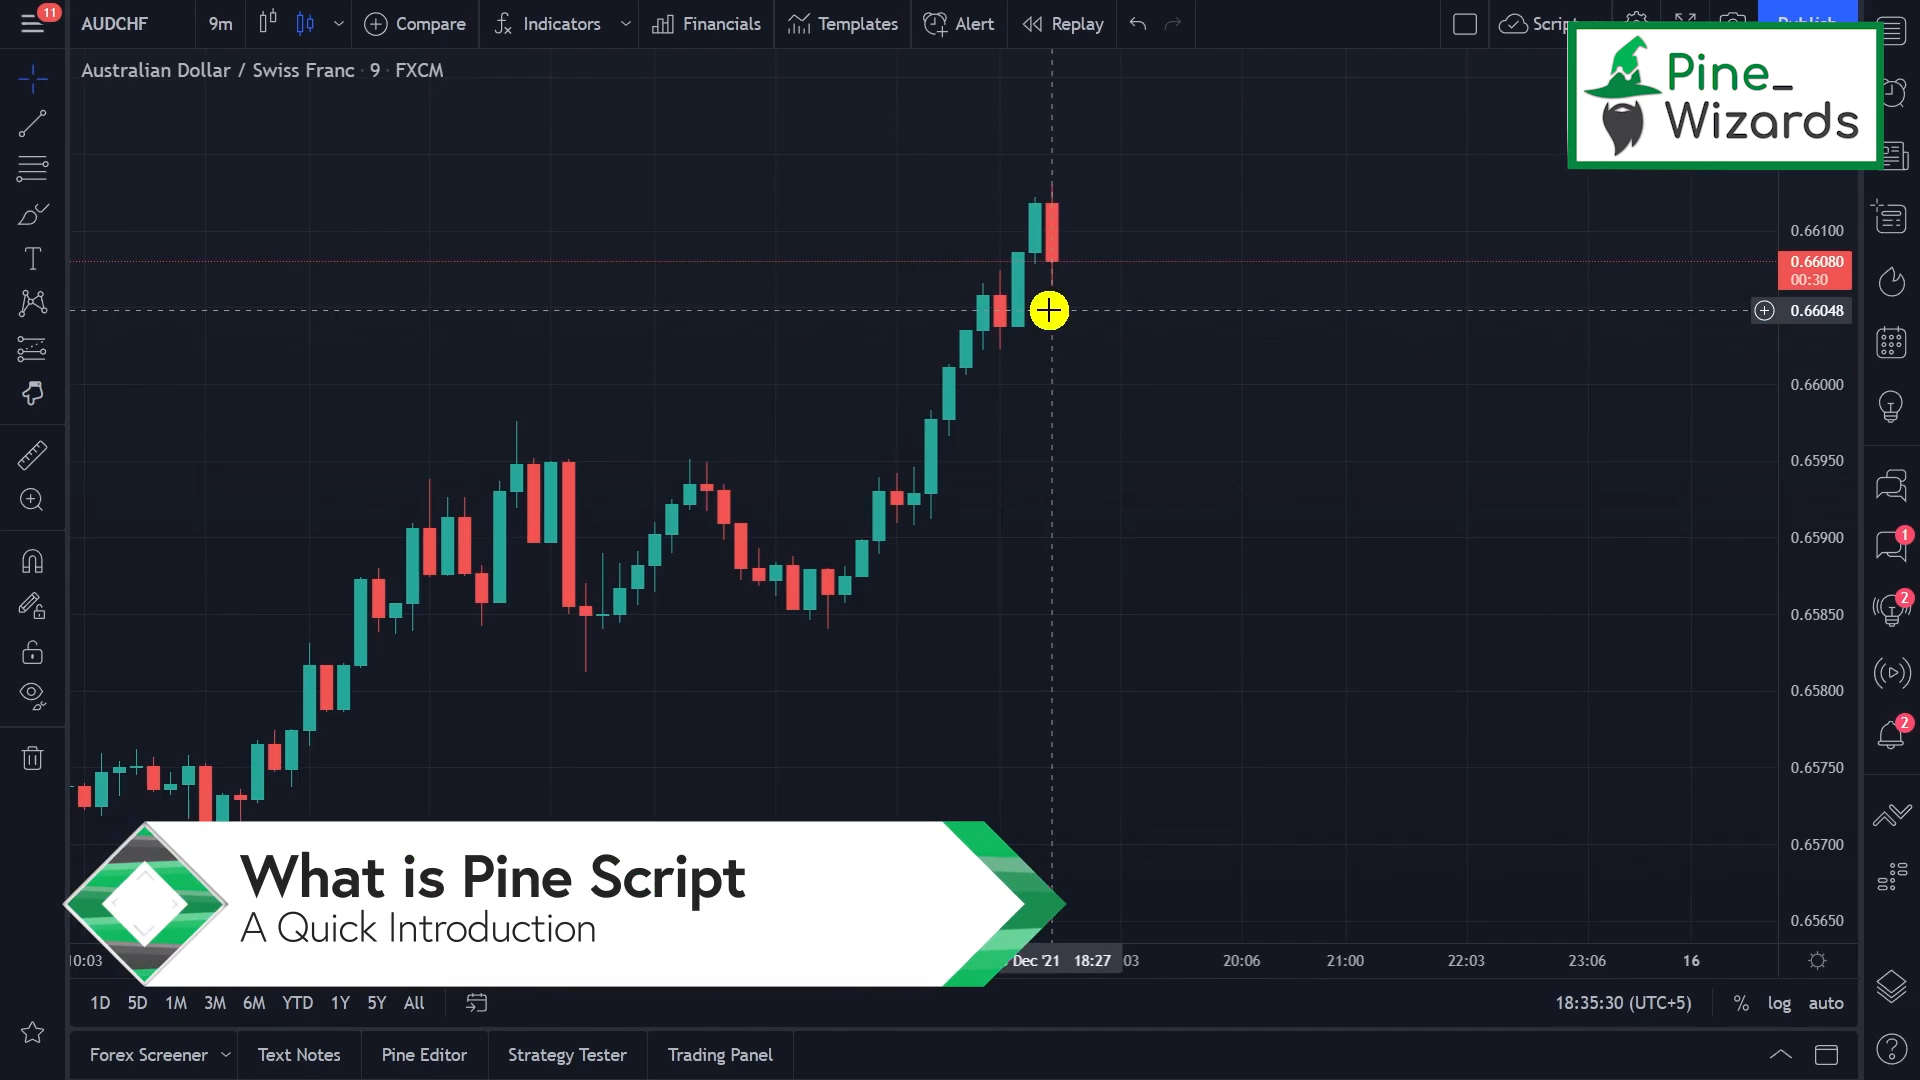 11
AUDCHF
9m
Compare
Indicators
Financials
Templates
Alert
Replay
Australian Dollar / Swiss Franc · 9 · FXCM
Pine_
Wizards
0.66100
0.66080
00:30
0.66048
0.66000
0.65950
0.65900
1
2
0.65850
0.65800
2
0.65750
0.65700
0.65650
What is Pine Script
A Quick Introduction
Dec '21 18:27
20:06
21:00
22:03
23:06
16
1D
5D
1M
3M
6M
YTD
1Y
5Y
All
18:35:30 (UTC+5)
%
log
auto
Forex Screener
Text Notes
Pine Editor
Strategy Tester
Trading Panel